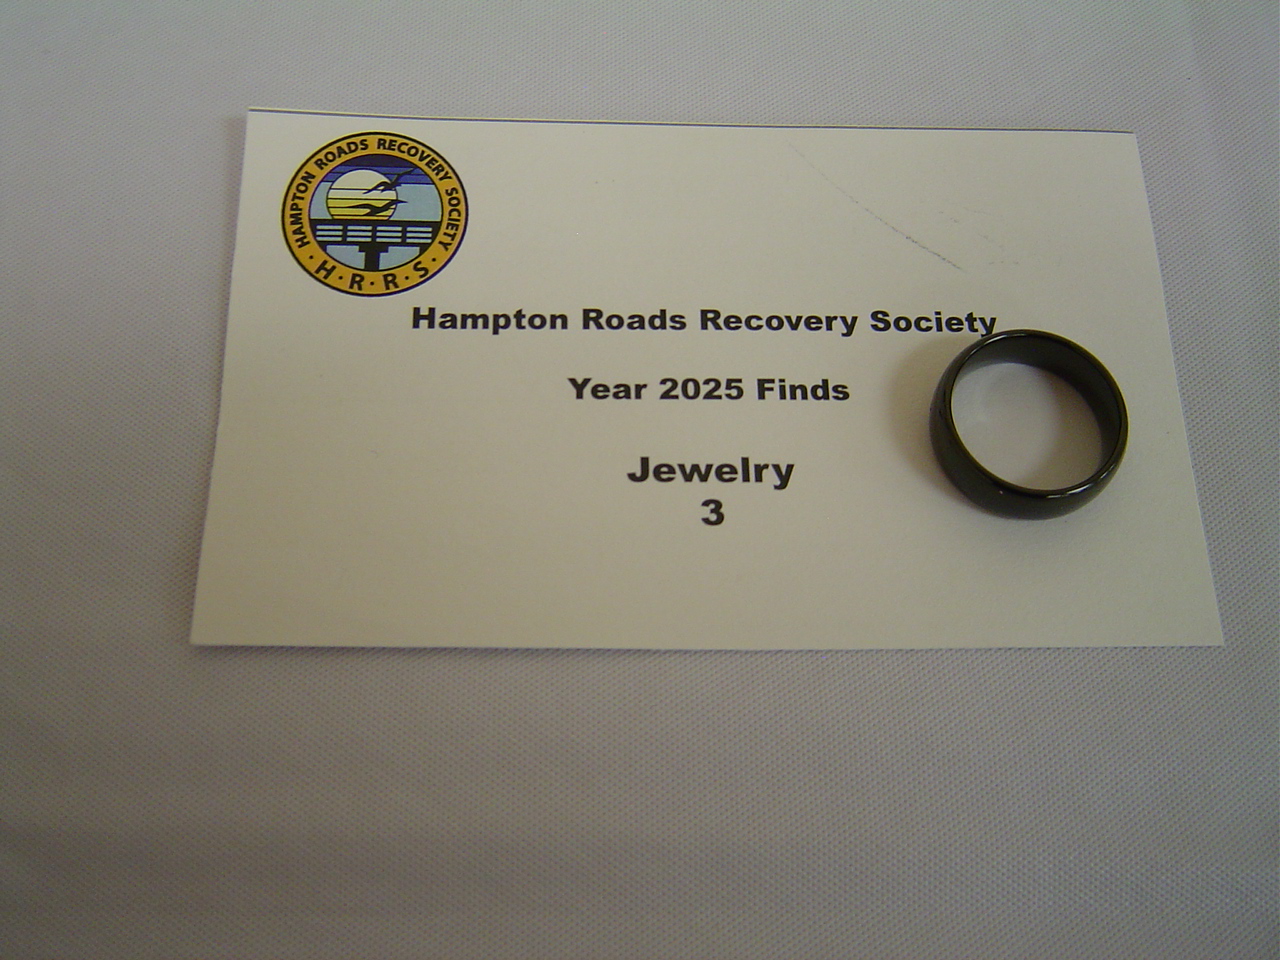 HAMPTON ROADS RECOVERY SOCIETY
· H · R · R · S ·
Hampton Roads Recovery Society
Year 2025 Finds
Jewelry
3